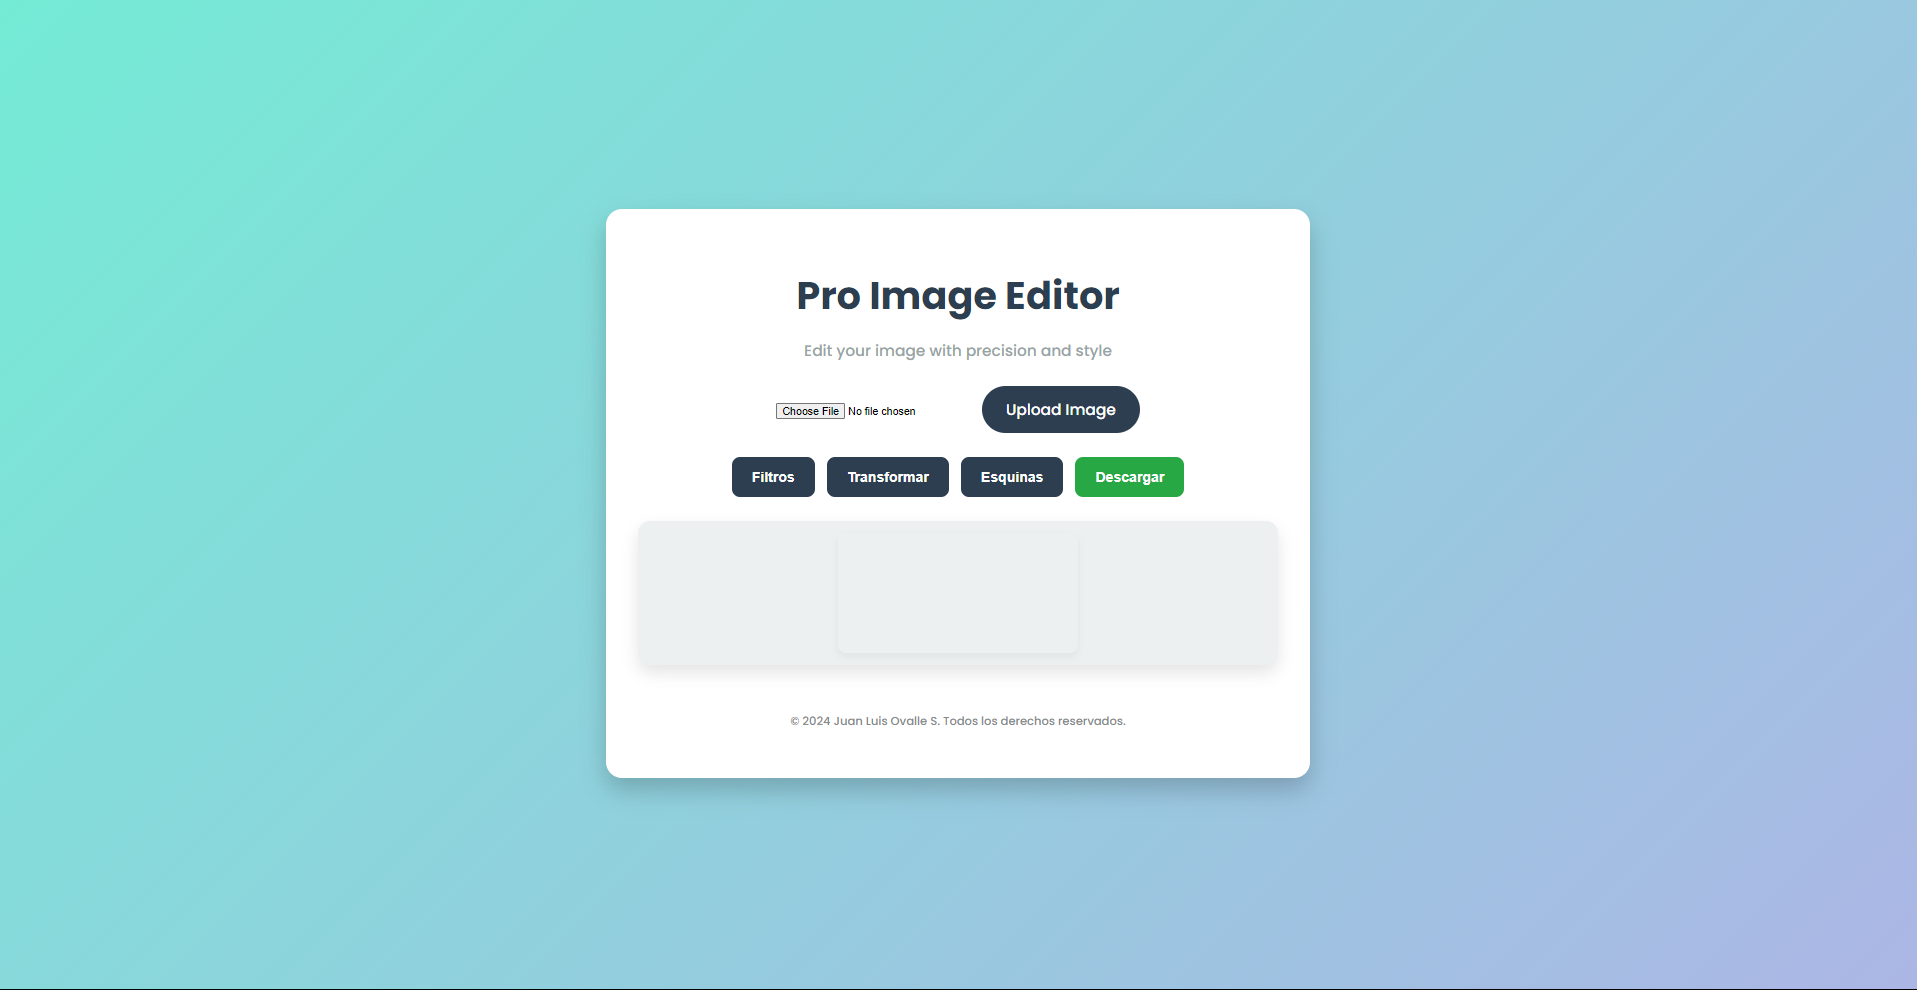 Pro Image Editor
Edit your image with precision and style
Choose File No file chosen Upload Image
Filtros Transformar Esquinas Descargar
© 2024 Juan Luis Ovalle S. Todos los derechos reservados.